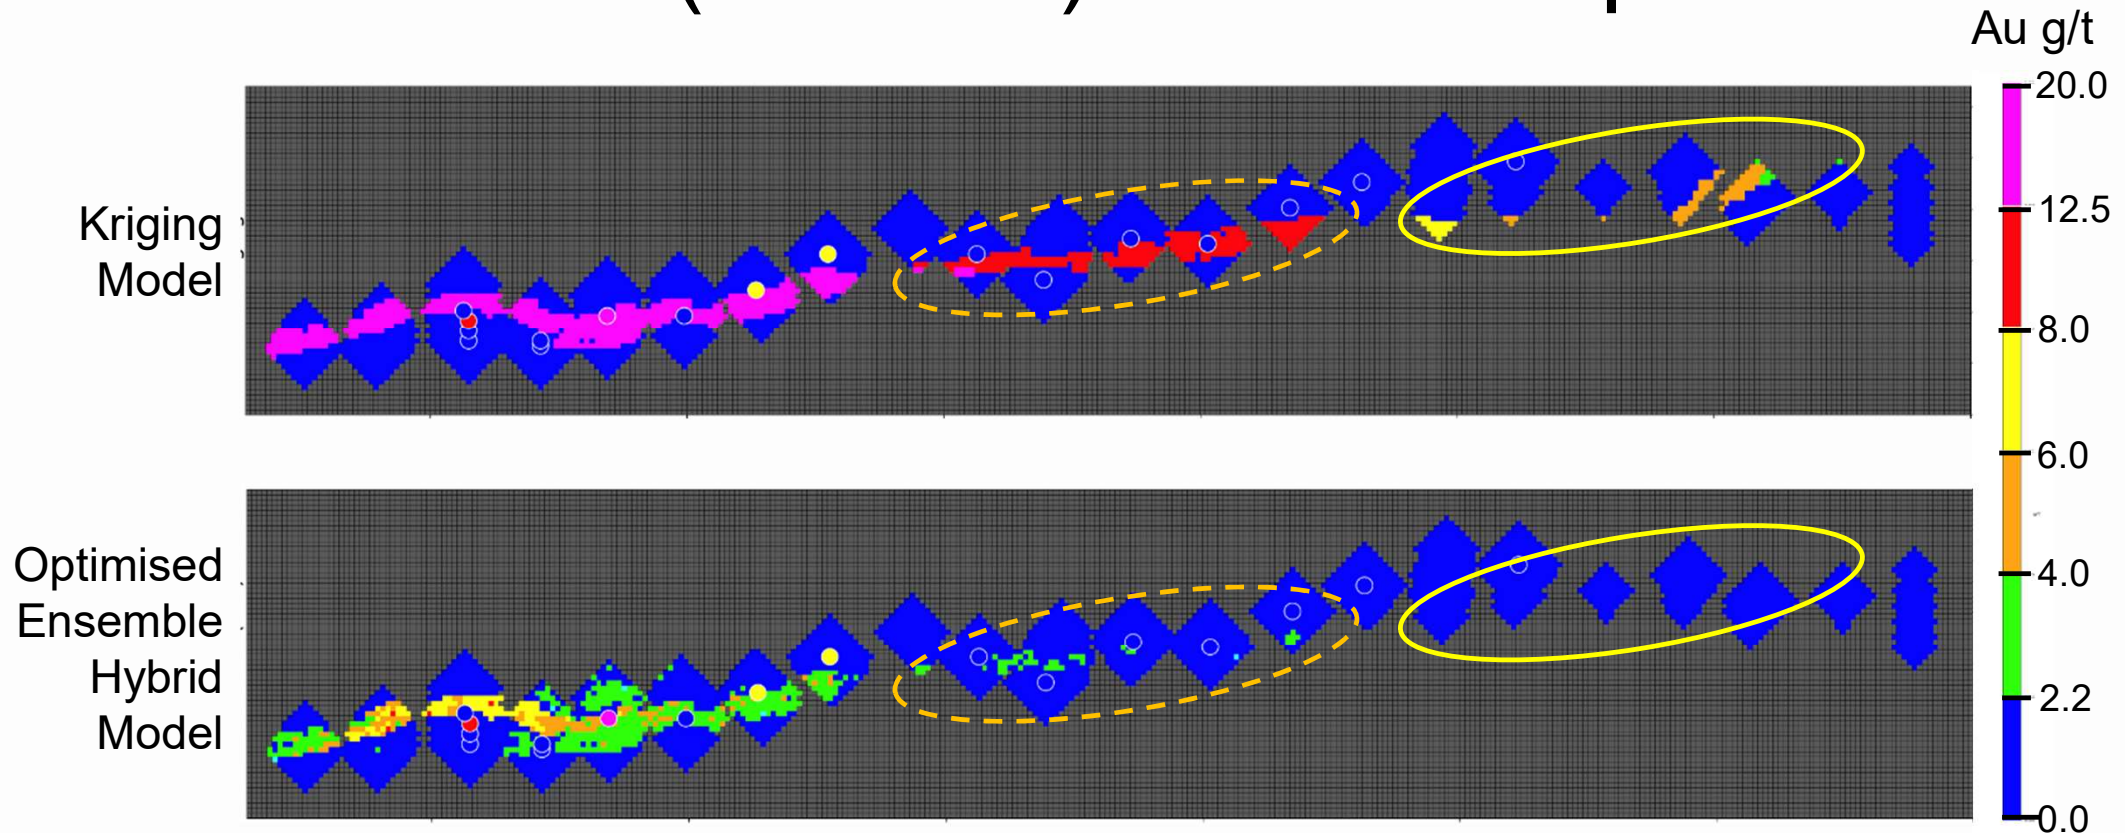 Au g/t
20.0
12.5
8.0
6.0
4.0
2.2
0.0
Kriging
Model
Optimised
Ensemble
Hybrid
Model